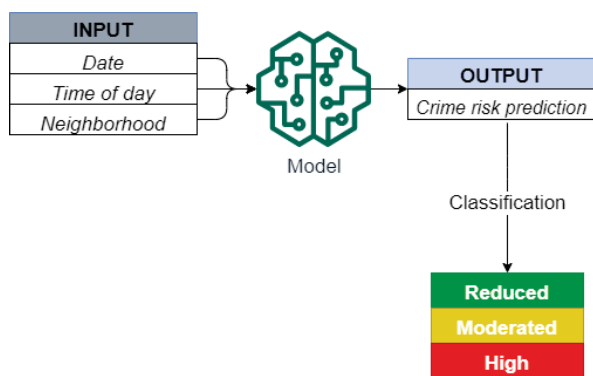 INPUT
Date
Time of day
Neighborhood
Model
OUTPUT
Crime risk prediction
Classification
Reduced
Moderated
High